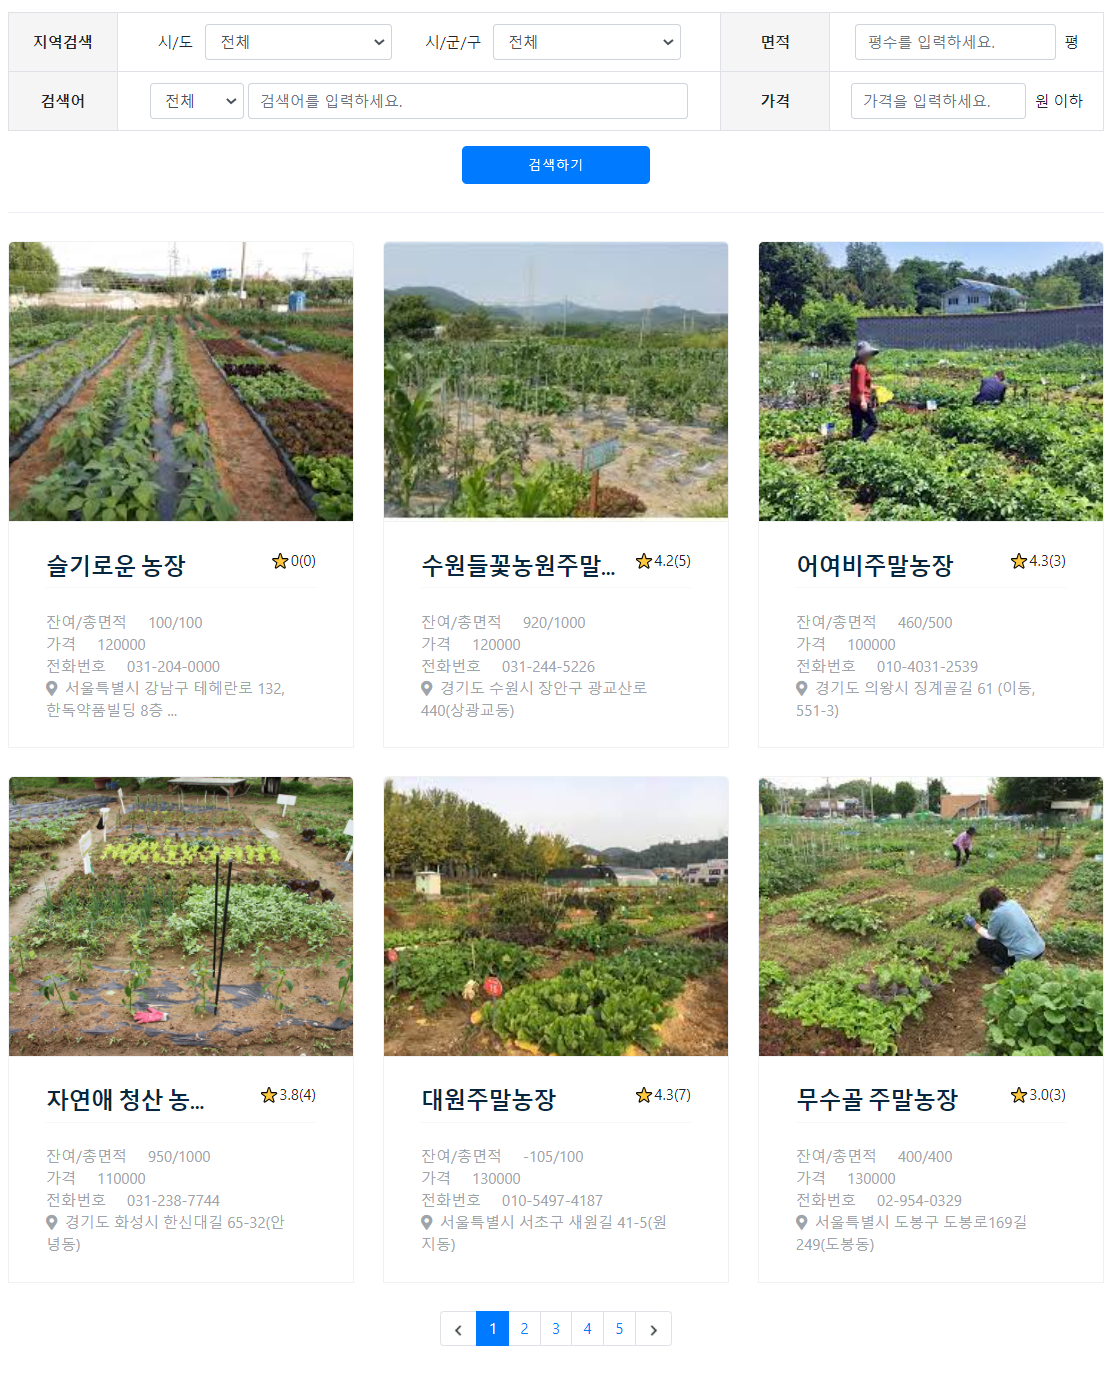 지역검색 시/도 전체 시/군/구 전체 면적 평수를 입력하세요. 평
검색어 전체 검색어를 입력하세요. 가격 가격을 입력하세요. 원 이하
검색하기
슬기로운 농장 0(0)
잔여/총면적 100/100
가격 120000
전화번호 031-204-0000
서울특별시 강남구 테헤란로 132,
한독약품빌딩 8층 ...
수원들꽃농원주말... 4.2(5)
잔여/총면적 920/1000
가격 120000
전화번호 031-244-5226
경기도 수원시 장안구 광교산로
440(상광교동)
어여비주말농장 4.3(3)
잔여/총면적 460/500
가격 100000
전화번호 010-4031-2539
경기도 의왕시 징계골길 61 (이동,
551-3)
자연애 청산 농... 3.8(4)
잔여/총면적 950/1000
가격 110000
전화번호 031-238-7744
경기도 화성시 한신대길 65-32(안
녕동)
대원주말농장 4.3(7)
잔여/총면적 -105/100
가격 130000
전화번호 010-5497-4187
서울특별시 서초구 새원길 41-5(원
지동)
무수골 주말농장 3.0(3)
잔여/총면적 400/400
가격 130000
전화번호 02-954-0329
서울특별시 도봉구 도봉로169길
249(도봉동)
‹ 1 2 3 4 5 ›